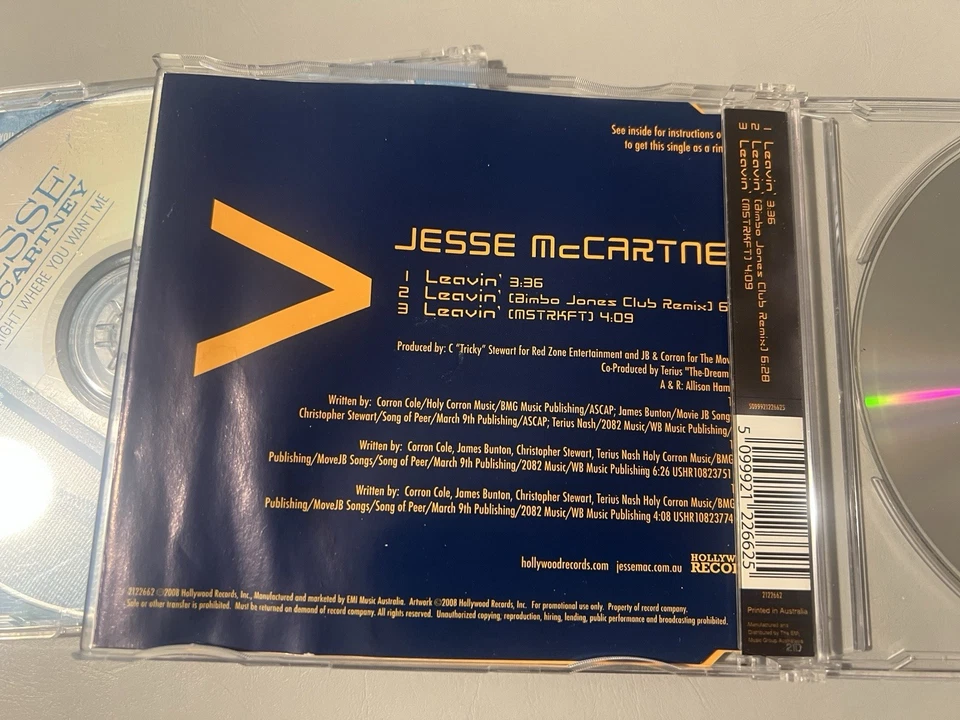 See inside for instructions
to get this single as a
JESSE McCARTNE
1 Leavin' 3:36
2 Leavin' (Bimbo Jones Club Remix) 6
3 Leavin' (MSTRKFT) 4:09
Produced by: C "Tricky" Stewart for Red Zone Entertainment and JB & Corron for The
Co-Produced by Terius "The-Dream
A & R: Allison
Written by: Corron Cole/Holy Corron Music/BMG Music Publishing/ASCAP; James Bunton/Movie JB Song
Christopher Stewart/Song of Peer/March 9th Publishing/ASCAP; Terius Nash/2082 Music/WB Music Publishing/
Written by: Corron Cole, James Bunton, Christopher Stewart, Terius Nash Holy Corron Music/BMG
Publishing/MoveJB Songs/Song of Peer/March 9th Publishing/2082 Music/WB Music Publishing 6:26 USHR10823751
Written by: Corron Cole, James Bunton, Christopher Stewart, Terius Nash Holy Corron Music/BMG
Publishing/MoveJB Songs/Song of Peer/March 9th Publishing/2082 Music/WB Music Publishing 4:08 USHR10823774
hollywoodrecords.com jessemac.com.au
HOLLYW
RECOR
2122662 ©2008 Hollywood Records, Inc., Manufactured and marketed by EMI Music Australia. Artwork ©2008 Hollywood Records, Inc. For promotional use only. Property of record company.
Sale or other transfer is prohibited. Must be returned on demand of record company. All rights reserved. Unauthorized copying, reproduction, hiring, lending, public performance and broadcasting prohibited.
1 Leavin' 3:36
2 Leavin' (Bimbo Jones Club Remix) 6:28
3 Leavin' (MSTRKFT) 4:09
5099921226625
5 099921 226625
2122662
Printed in Australia
Manufactured and
Distributed by The EMI
Music Group Australasia
ESSE
CARTNEY
RIGHT WHERE YOU WANT ME